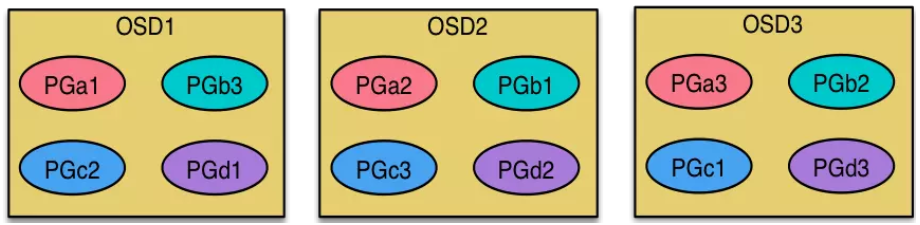 OSD1
PGa1 PGb3
PGc2 PGd1
OSD2
PGa2 PGb1
PGc3 PGd2
OSD3
PGa3 PGb2
PGc1 PGd3